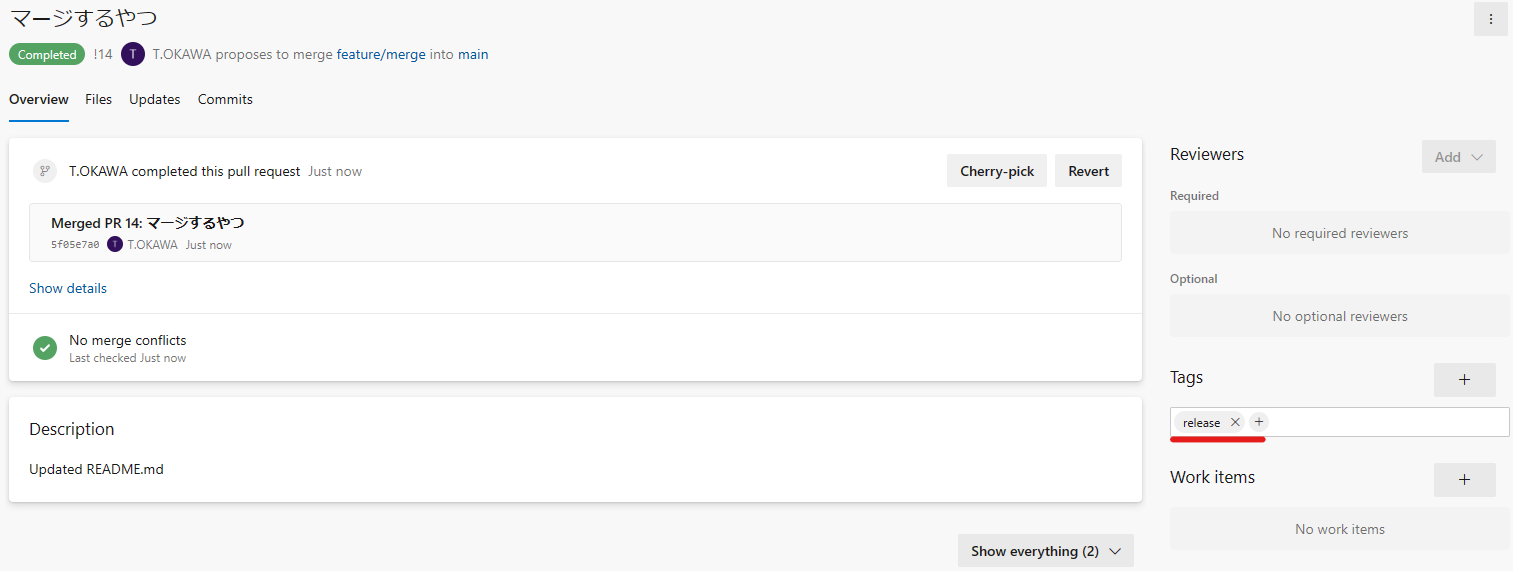 マージするやつ
Completed !14 T T.OKAWA proposes to merge feature/merge into main
Overview Files Updates Commits
T.OKAWA completed this pull request Just now
Cherry-pick Revert
Merged PR 14: マージするやつ
5f05e7a0 T T.OKAWA Just now
Show details
No merge conflicts
Last checked Just now
Description
Updated README.md
Show everything (2)
Reviewers
Add
Required
No required reviewers
Optional
No optional reviewers
Tags
release
Work items
No work items